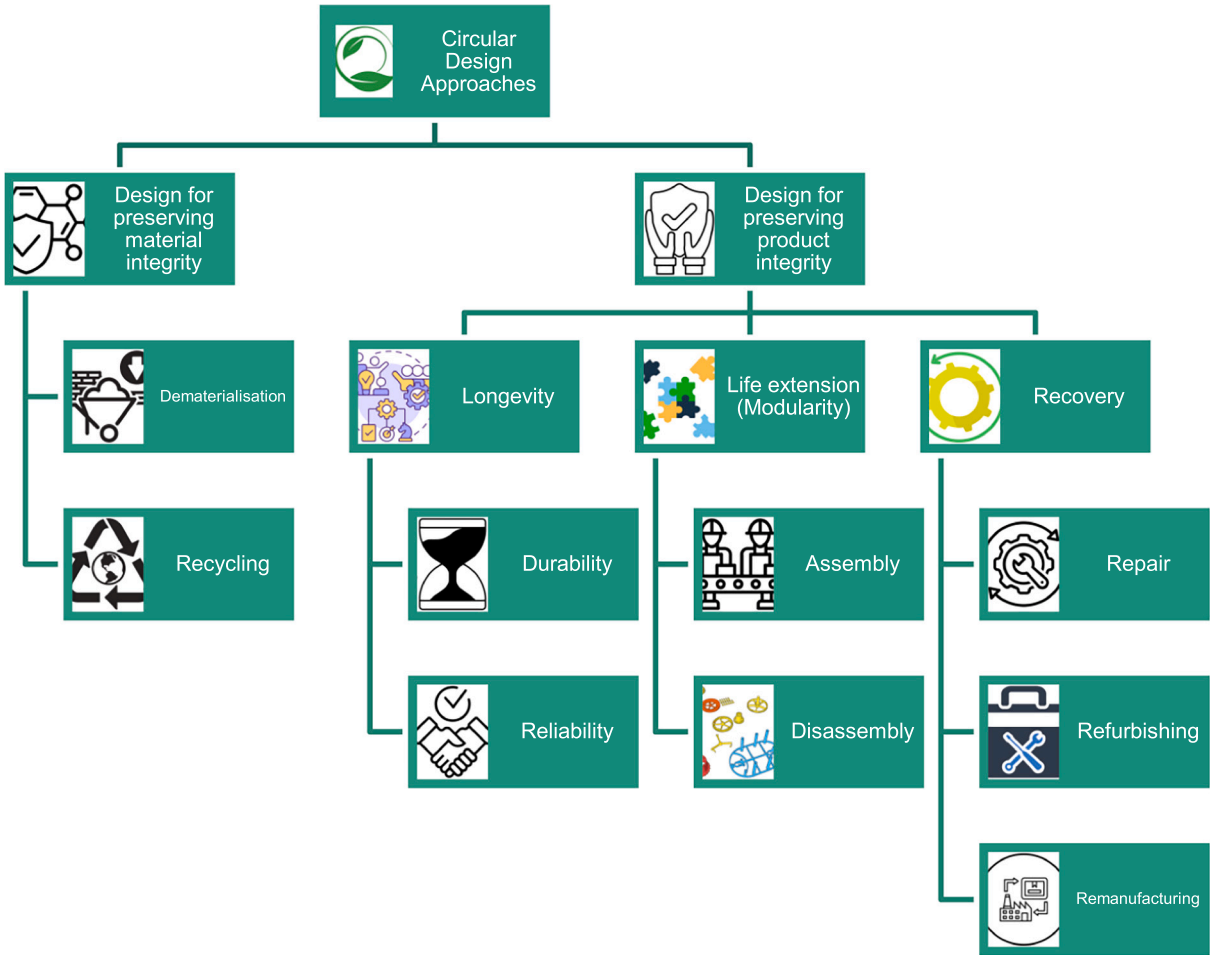 Circular
Design
Approaches
Design for
preserving
material
integrity
Design for
preserving
product
integrity
Dematerialisation
Longevity
Life extension
(Modularity)
Recovery
Recycling
Durability
Assembly
Repair
Reliability
Disassembly
Refurbishing
Remanufacturing